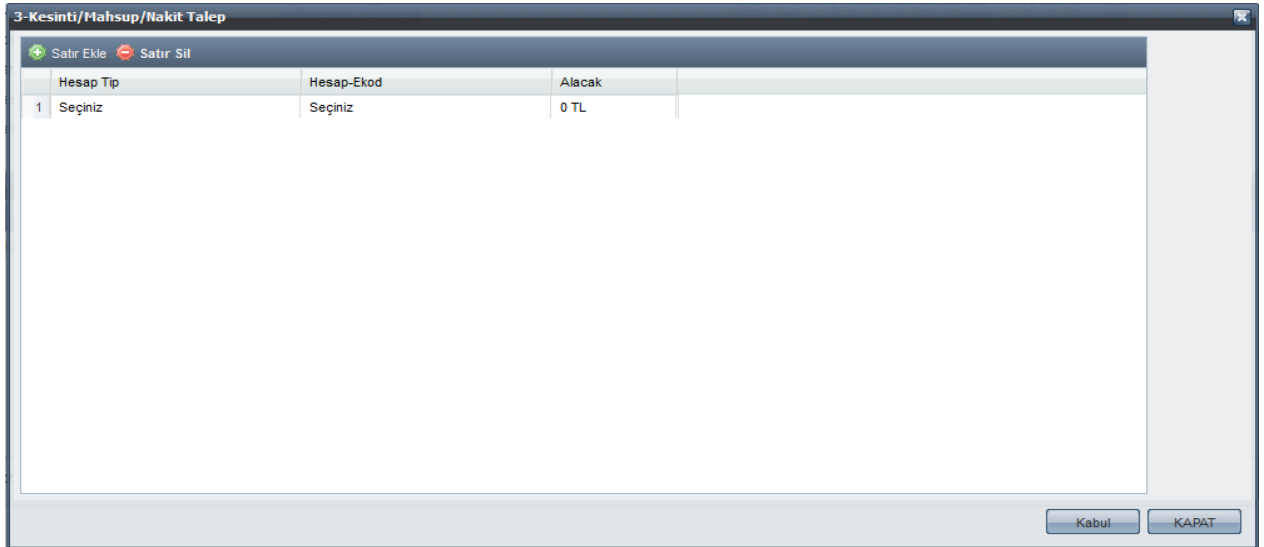 3-Kesinti/Mahsup/Nakit Talep
Satır Ekle Satır Sil
Hesap Tip Hesap-Ekod Alacak
1 Seçiniz Seçiniz 0 TL
Kabul KAPAT